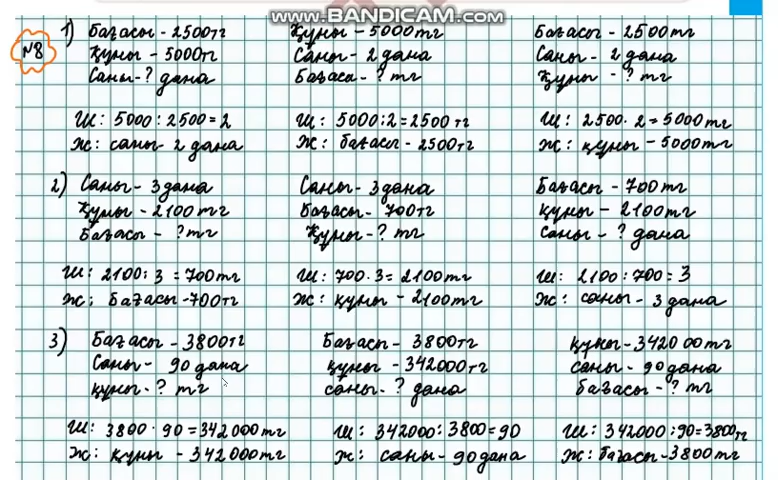 WWW.BANDICAM.COM
№8
1) Бағасы - 2500тг
Құны - 5000тг
Саны - ? дана
Ш: 5000 : 2500 = 2
Ж: саны - 2 дана
Құны - 5000тг
Саны - 2 дана
Бағасы - ? тг
Ш: 5000 : 2 = 2500 тг
Ж: бағасы - 2500тг
Бағасы - 2500тг
Саны - 2 дана
Құны - ? тг
Ш: 2500 · 2 = 5000тг
Ж: құны - 5000тг
2) Саны - 3 дана
Құны - 2100тг
Бағасы - ? тг
Ш: 2100 : 3 = 700тг
Ж: Бағасы - 700тг
Саны - 3 дана
Бағасы - 700тг
Құны - ? тг
Ш: 700 · 3 = 2100тг
Ж: құны - 2100тг
Бағасы - 700тг
құны - 2100тг
Саны - ? дана
Ш: 2100 : 700 = 3
Ж: саны - 3 дана
3) Бағасы - 3800тг
Саны - 90 дана
құны - ? тг
Ш: 3800 · 90 = 342000тг
Ж: құны - 342000тг
Бағасы - 3800тг
құны - 342000тг
саны - ? дана
Ш: 342000 : 3800 = 90
Ж: саны - 90 дана
құны - 342000тг
саны - 90 дана
бағасы - ? тг
Ш: 342000 : 90 = 3800тг
Ж: бағасы - 3800тг